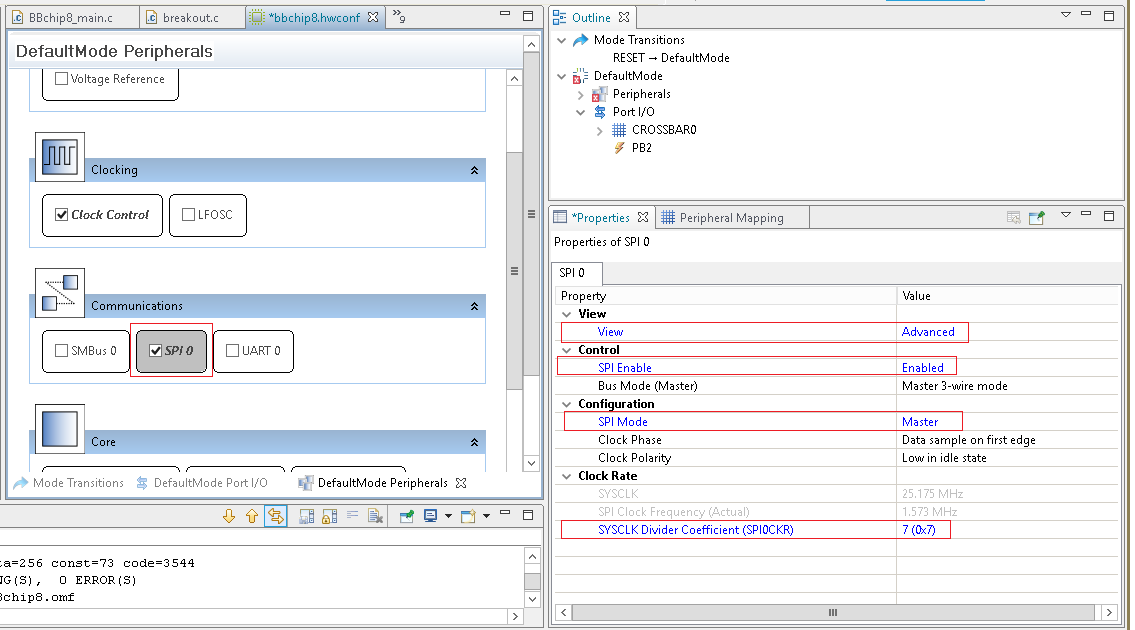 BBchip8_main.c
breakout.c
*bbchip8.hwconf
»9
DefaultMode Peripherals
Voltage Reference
Clocking
Clock Control
LFOSC
Communications
SMBus 0
SPI 0
UART 0
Core
Mode Transitions
DefaultMode Port I/O
DefaultMode Peripherals
ta=256 const=73 code=3544
NG(S),  0 ERROR(S)
Bchip8.omf
Outline
Mode Transitions
RESET → DefaultMode
DefaultMode
Peripherals
Port I/O
CROSSBAR0
PB2
*Properties
Peripheral Mapping
Properties of SPI 0
SPI 0
Property Value
View
View Advanced
Control
SPI Enable Enabled
Bus Mode (Master) Master 3-wire mode
Configuration
SPI Mode Master
Clock Phase Data sample on first edge
Clock Polarity Low in idle state
Clock Rate
SYSCLK 25.175 MHz
SPI Clock Frequency (Actual) 1.573 MHz
SYSCLK Divider Coefficient (SPI0CKR) 7 (0x7)